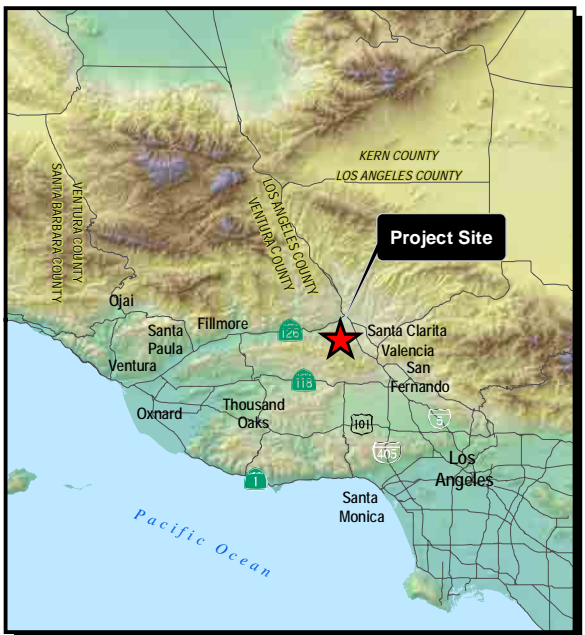 KERN COUNTY
LOS ANGELES COUNTY
LOS ANGELES COUNTY
VENTURA COUNTY
VENTURA COUNTY
SANTA BARBARA COUNTY
Project Site
Ojai
Santa
Paula
Fillmore
126
Santa Clarita
Valencia
San
Fernando
Ventura
118
Oxnard
Thousand
Oaks
101
5
405
Los
Angeles
1
Santa
Monica
Pacific Ocean